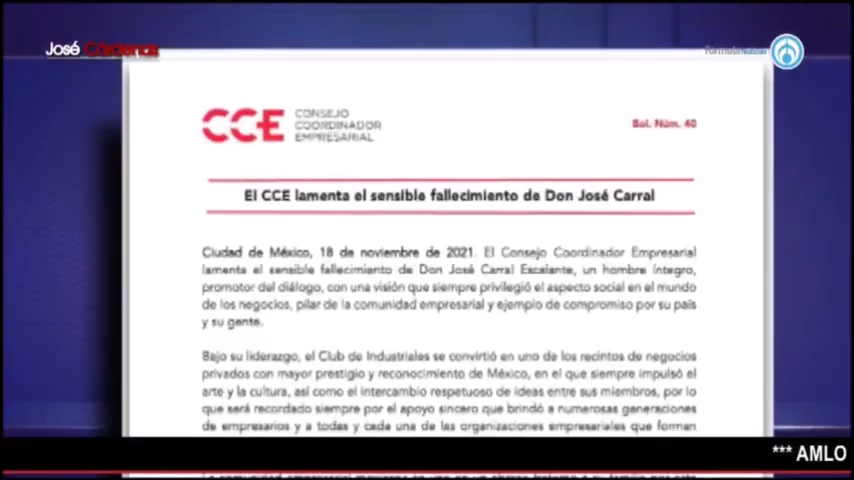 José Cárdenas
Fórmula Noticias
CCE CONSEJO
COORDINADOR
EMPRESARIAL
Bol. Núm. 40
El CCE lamenta el sensible fallecimiento de Don José Carral
Ciudad de México, 18 de noviembre de 2021. El Consejo Coordinador Empresarial
lamenta el sensible fallecimiento de Don José Carral Escalante, un hombre íntegro,
promotor del diálogo, con una visión que siempre privilegió el aspecto social en el mundo
de los negocios, pilar de la comunidad empresarial y ejemplo de compromiso por su país
y su gente.
Bajo su liderazgo, el Club de Industriales se convirtió en uno de los recintos de negocios
privados con mayor prestigio y reconocimiento de México, en el que siempre impulsó el
arte y la cultura, así como el intercambio respetuoso de ideas entre sus miembros, por lo
que será recordado siempre por el apoyo sincero que brindó a numerosas generaciones
de empresarios y a todas y cada una de las organizaciones empresariales que forman
*** AMLO